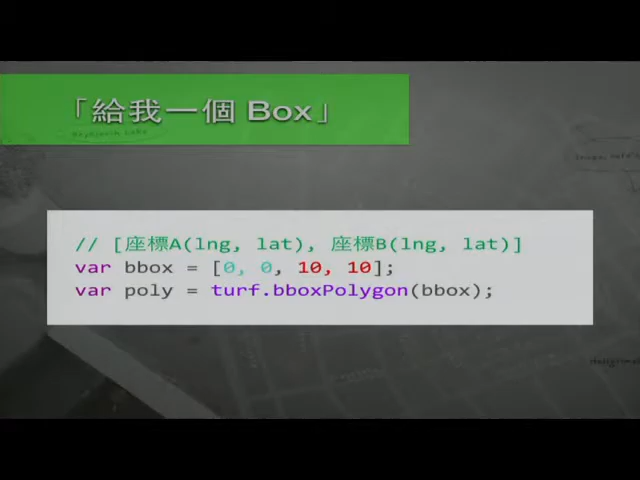 「給我一個 Box」
// [座標A(lng, lat), 座標B(lng, lat)]
var bbox = [0, 0, 10, 10];
var poly = turf.bboxPolygon(bbox);